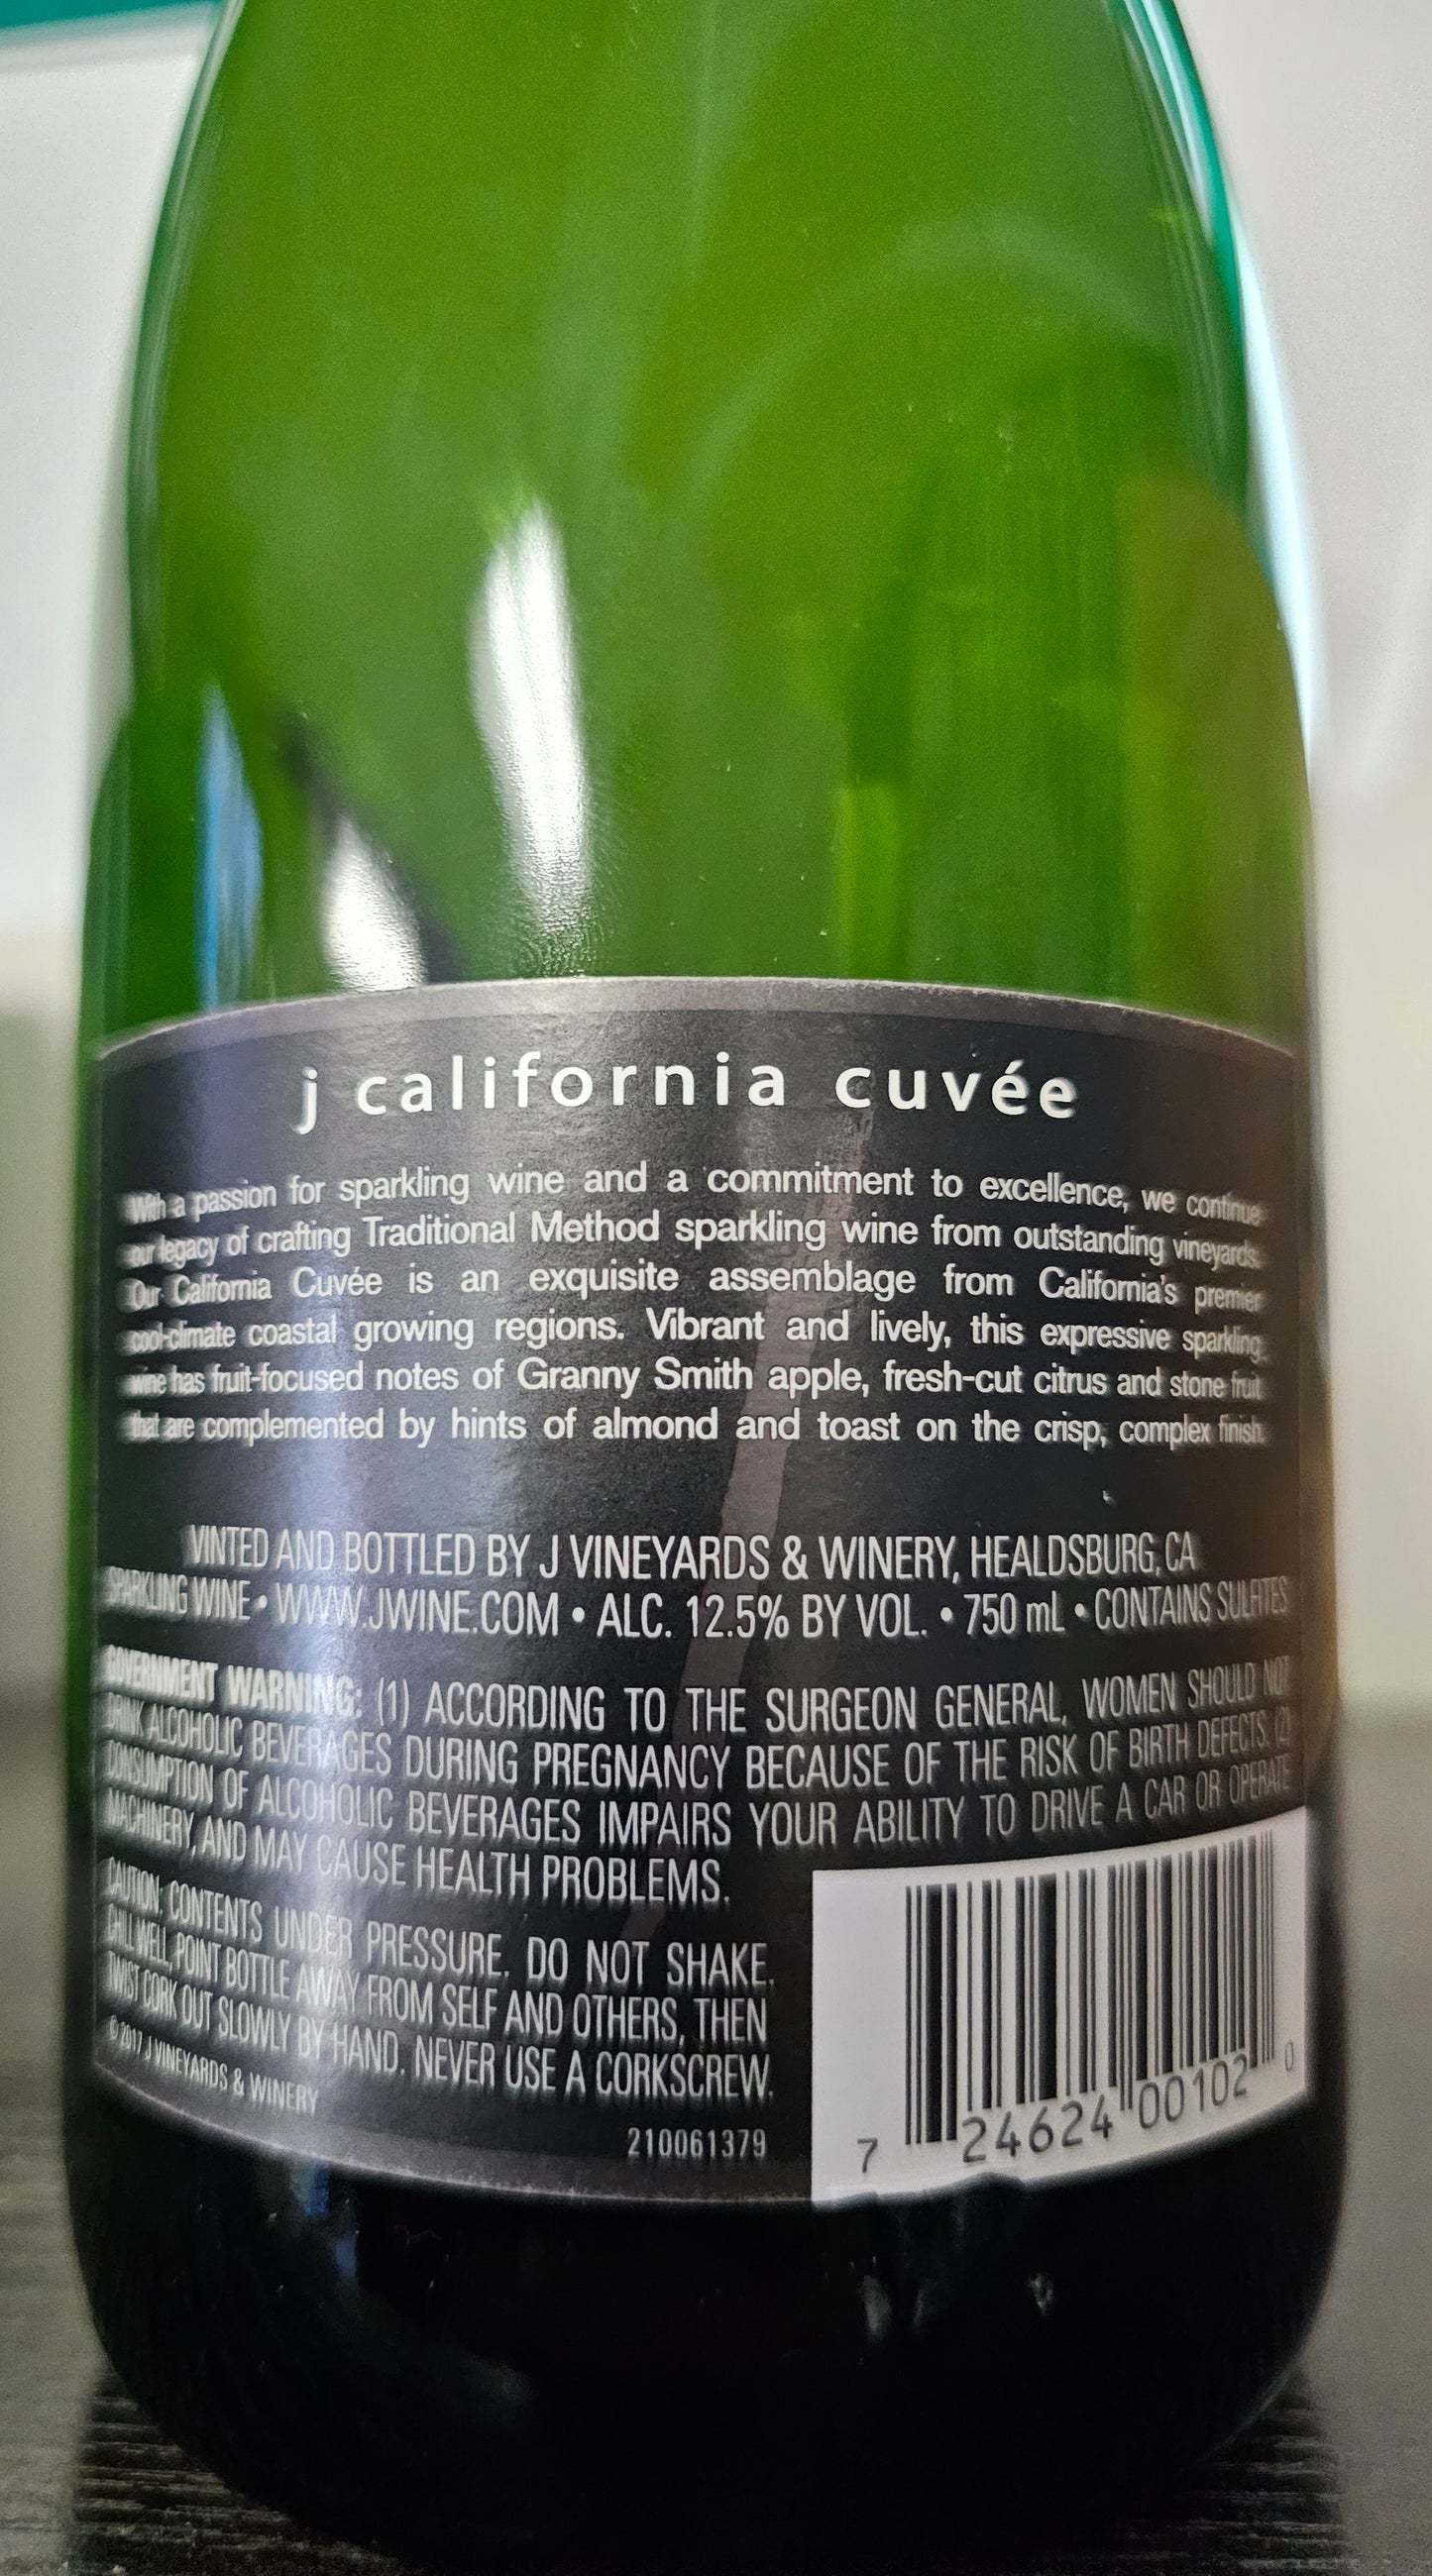 j california cuvée
With a passion for sparkling wine and a commitment to excellence, we continue
our legacy of crafting Traditional Method sparkling wine from outstanding vineyards.
Our California Cuvée is an exquisite assemblage from California's premier
cool-climate coastal growing regions. Vibrant and lively, this expressive sparkling
wine has fruit-focused notes of Granny Smith apple, fresh-cut citrus and stone fruit
that are complemented by hints of almond and toast on the crisp, complex finish.
VINTED AND BOTTLED BY J VINEYARDS & WINERY, HEALDSBURG, CA
SPARKLING WINE • WWW.JWINE.COM • ALC. 12.5% BY VOL. • 750 mL • CONTAINS SULFITES
GOVERNMENT WARNING: (1) ACCORDING TO THE SURGEON GENERAL, WOMEN SHOULD NOT
DRINK ALCOHOLIC BEVERAGES DURING PREGNANCY BECAUSE OF THE RISK OF BIRTH DEFECTS. (2)
CONSUMPTION OF ALCOHOLIC BEVERAGES IMPAIRS YOUR ABILITY TO DRIVE A CAR OR OPERATE
MACHINERY, AND MAY CAUSE HEALTH PROBLEMS.
CAUTION: CONTENTS UNDER PRESSURE. DO NOT SHAKE.
CHILL WELL, POINT BOTTLE AWAY FROM SELF AND OTHERS, THEN
TWIST CORK OUT SLOWLY BY HAND. NEVER USE A CORKSCREW.
© 2017 J VINEYARDS & WINERY
210061379
7 24624 00102 0